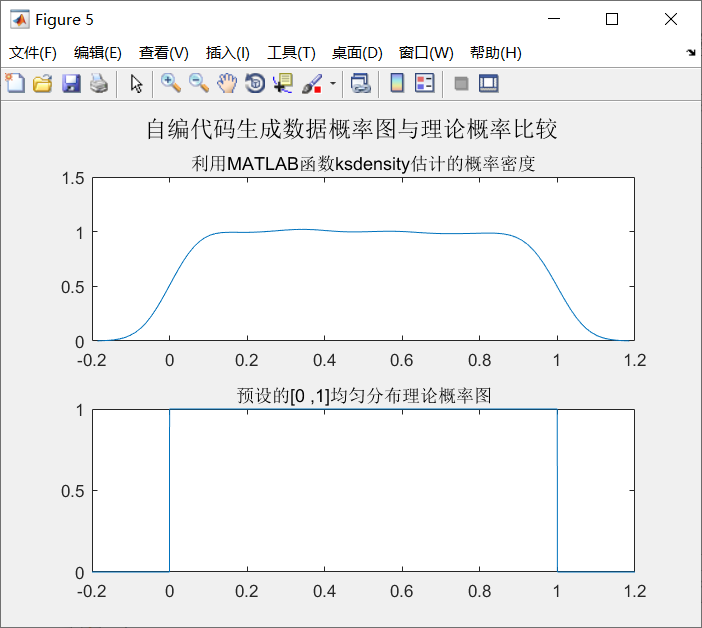 Figure 5
文件(F) 编辑(E) 查看(V) 插入(I) 工具(T) 桌面(D) 窗口(W) 帮助(H)
自编代码生成数据概率图与理论概率比较
利用MATLAB函数ksdensity估计的概率密度
1.5
1
0.5
0
-0.2 0 0.2 0.4 0.6 0.8 1 1.2
预设的[0 ,1]均匀分布理论概率图
1
0.5
0
-0.2 0 0.2 0.4 0.6 0.8 1 1.2